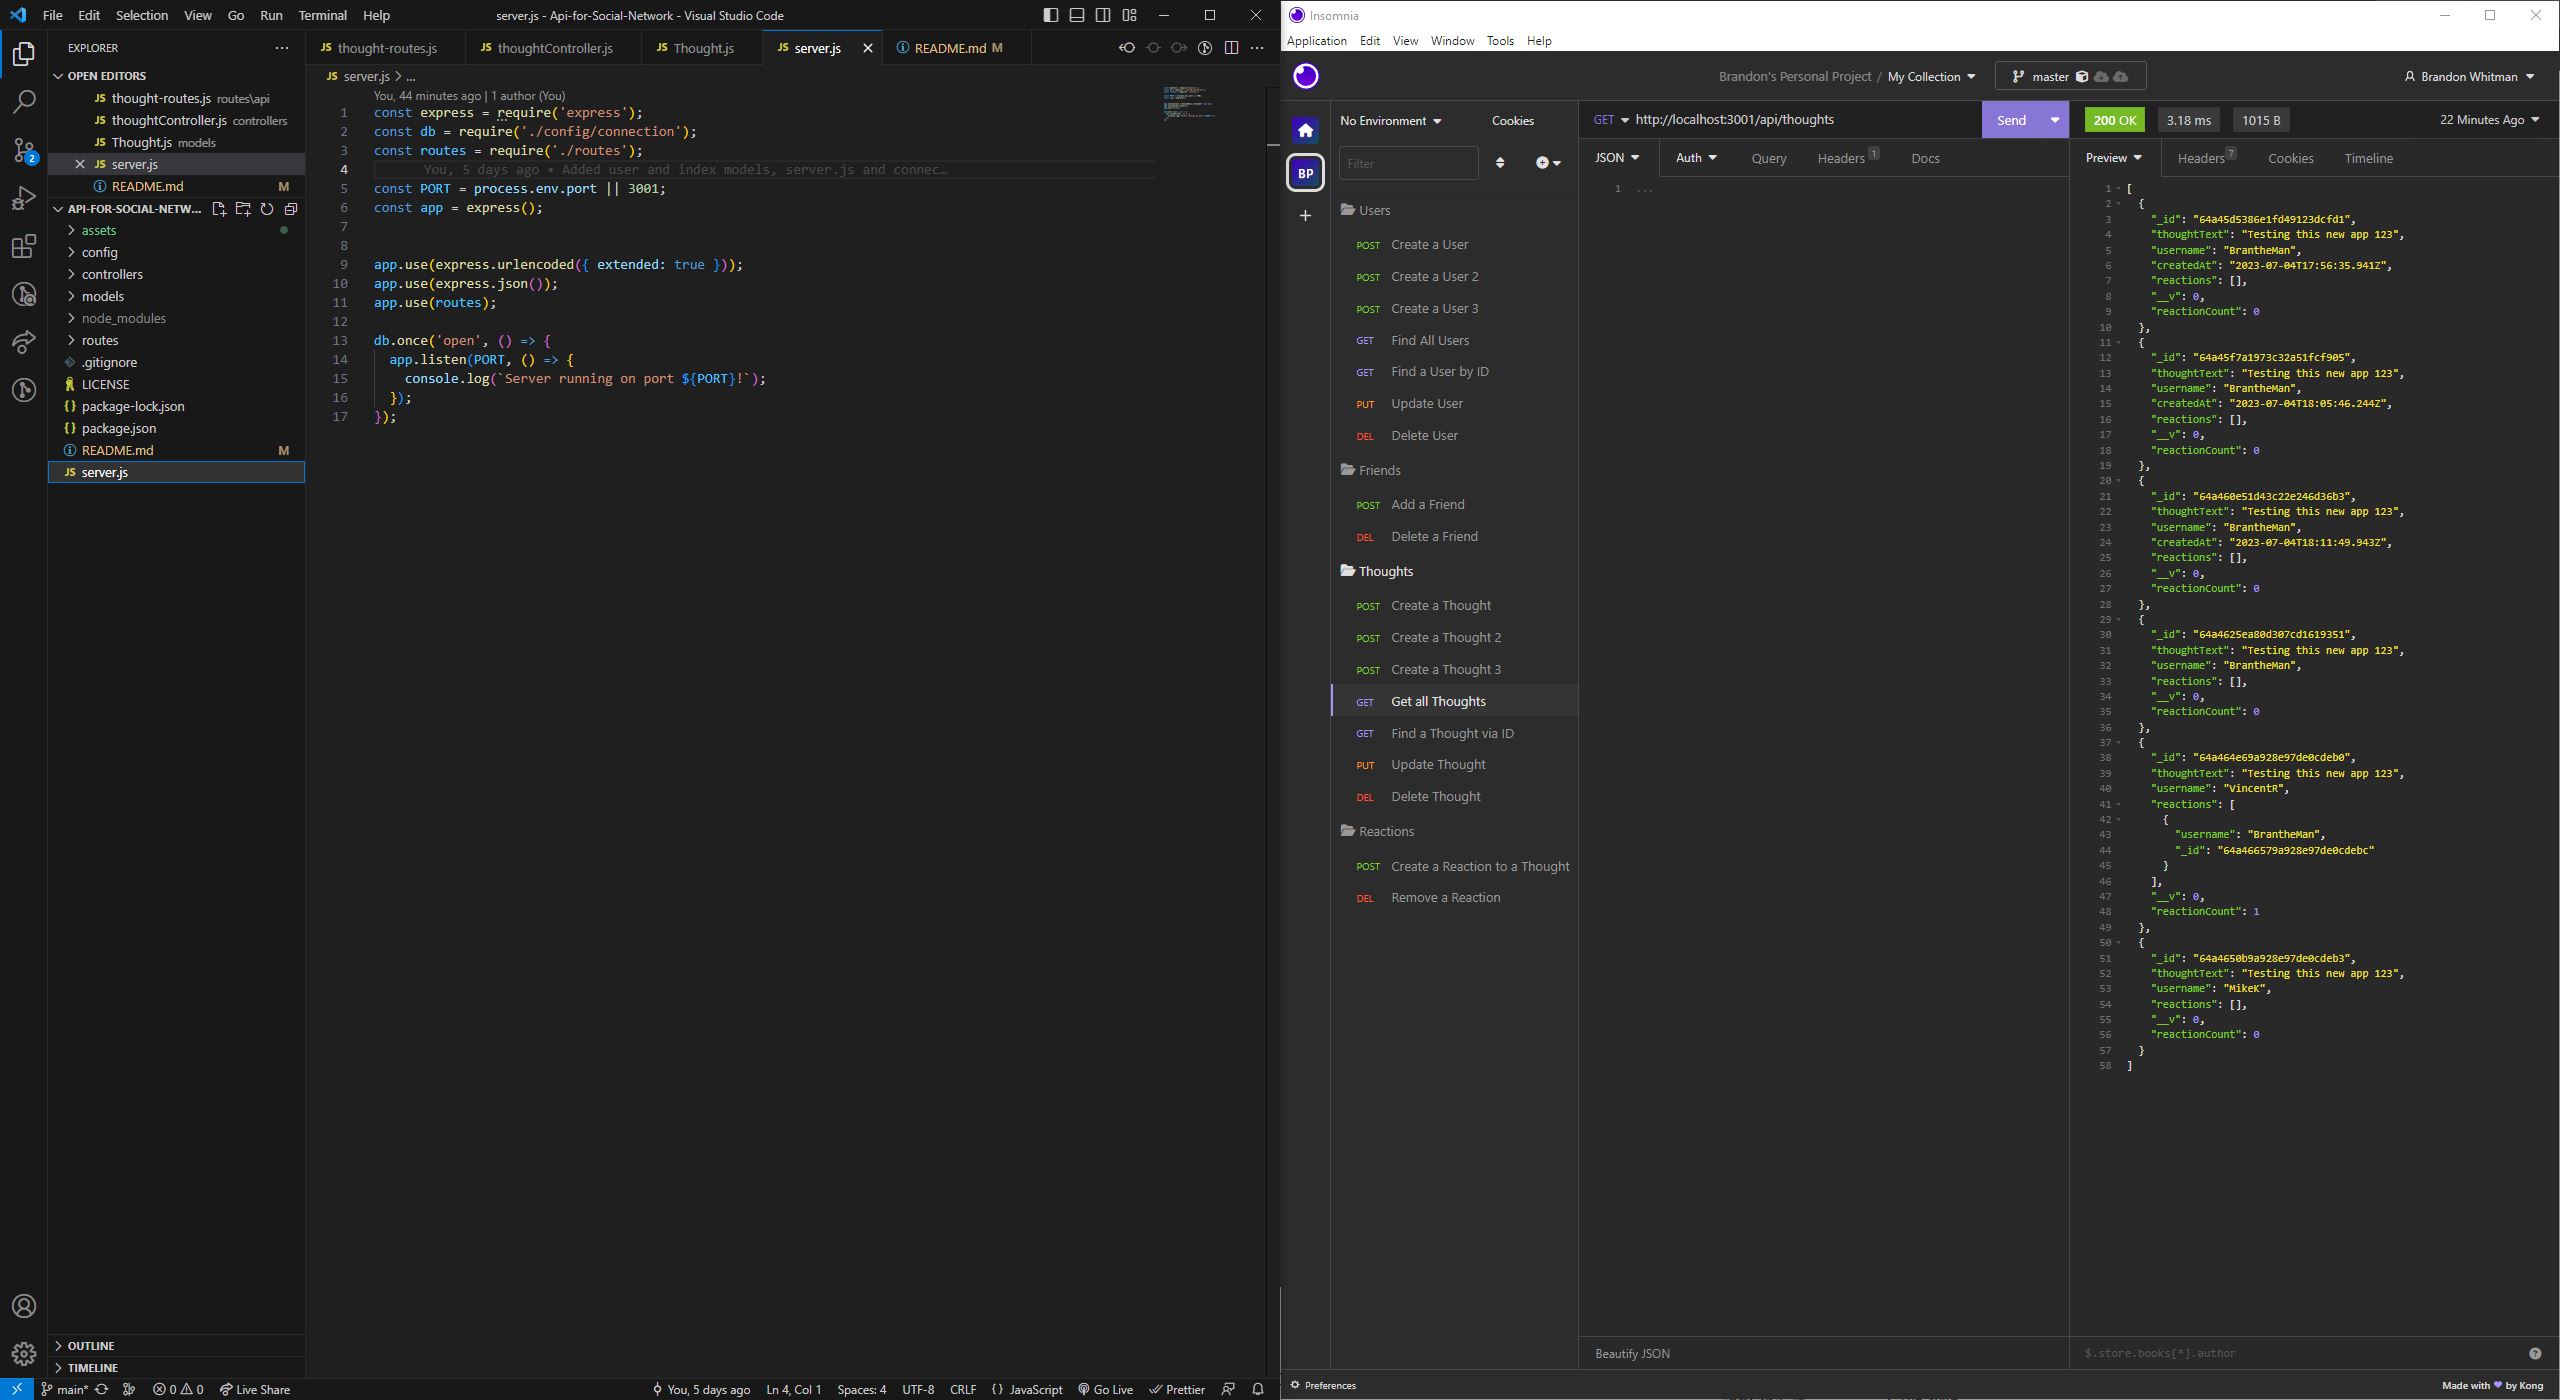 File Edit Selection View Go Run Terminal Help
server.js - Api-for-Social-Network - Visual Studio Code
EXPLORER
OPEN EDITORS
JS thought-routes.js routes\api
JS thoughtController.js controllers
JS Thought.js models
JS server.js
README.md M
API-FOR-SOCIAL-NETW...
assets
config
controllers
models
node_modules
routes
.gitignore
LICENSE
package-lock.json
package.json
README.md M
JS server.js
OUTLINE
TIMELINE
2
JS thought-routes.js JS thoughtController.js JS Thought.js JS server.js README.md M
JS server.js > ...
You, 44 minutes ago | 1 author (You)
1 const express = require('express');
2 const db = require('./config/connection');
3 const routes = require('./routes');
4 You, 5 days ago • Added user and index models, server.js and connec…
5 const PORT = process.env.port || 3001;
6 const app = express();
7
8
9 app.use(express.urlencoded({ extended: true }));
10 app.use(express.json());
11 app.use(routes);
12
13 db.once('open', () => {
14 app.listen(PORT, () => {
15 console.log(`Server running on port ${PORT}!`);
16 });
17 });
main* 0 0 Live Share You, 5 days ago Ln 4, Col 1 Spaces: 4 UTF-8 CRLF {} JavaScript Go Live Prettier
Insomnia
Application Edit View Window Tools Help
Brandon's Personal Project / My Collection master Brandon Whitman
BP
No Environment Cookies
Filter
Users
POST Create a User
POST Create a User 2
POST Create a User 3
GET Find All Users
GET Find a User by ID
PUT Update User
DEL Delete User
Friends
POST Add a Friend
DEL Delete a Friend
Thoughts
POST Create a Thought
POST Create a Thought 2
POST Create a Thought 3
GET Get all Thoughts
GET Find a Thought via ID
PUT Update Thought
DEL Delete Thought
Reactions
POST Create a Reaction to a Thought
DEL Remove a Reaction
GET http://localhost:3001/api/thoughts Send
JSON Auth Query Headers 1 Docs
1 ...
Beautify JSON
200 OK 3.18 ms 1015 B 22 Minutes Ago
Preview Headers 7 Cookies Timeline
1 [
2 {
3 "_id": "64a45d5386e1fd49123dcfd1",
4 "thoughtText": "Testing this new app 123",
5 "username": "BrantheMan",
6 "createdAt": "2023-07-04T17:56:35.941Z",
7 "reactions": [],
8 "__v": 0,
9 "reactionCount": 0
10 },
11 {
12 "_id": "64a45f7a1973c32a51fcf905",
13 "thoughtText": "Testing this new app 123",
14 "username": "BrantheMan",
15 "createdAt": "2023-07-04T18:05:46.244Z",
16 "reactions": [],
17 "__v": 0,
18 "reactionCount": 0
19 },
20 {
21 "_id": "64a460e51d43c22e246d36b3",
22 "thoughtText": "Testing this new app 123",
23 "username": "BrantheMan",
24 "createdAt": "2023-07-04T18:11:49.943Z",
25 "reactions": [],
26 "__v": 0,
27 "reactionCount": 0
28 },
29 {
30 "_id": "64a4625ea80d307cd1619351",
31 "thoughtText": "Testing this new app 123",
32 "username": "BrantheMan",
33 "reactions": [],
34 "__v": 0,
35 "reactionCount": 0
36 },
37 {
38 "_id": "64a464e69a928e97de0cdeb0",
39 "thoughtText": "Testing this new app 123",
40 "username": "VincentR",
41 "reactions": [
42 {
43 "username": "BrantheMan",
44 "_id": "64a466579a928e97de0cdebc"
45 }
46 ],
47 "__v": 0,
48 "reactionCount": 1
49 },
50 {
51 "_id": "64a4650b9a928e97de0cdeb3",
52 "thoughtText": "Testing this new app 123",
53 "username": "MikeK",
54 "reactions": [],
55 "__v": 0,
56 "reactionCount": 0
57 }
58 ]
$.store.books[*].author
Preferences Made with ♥ by Kong